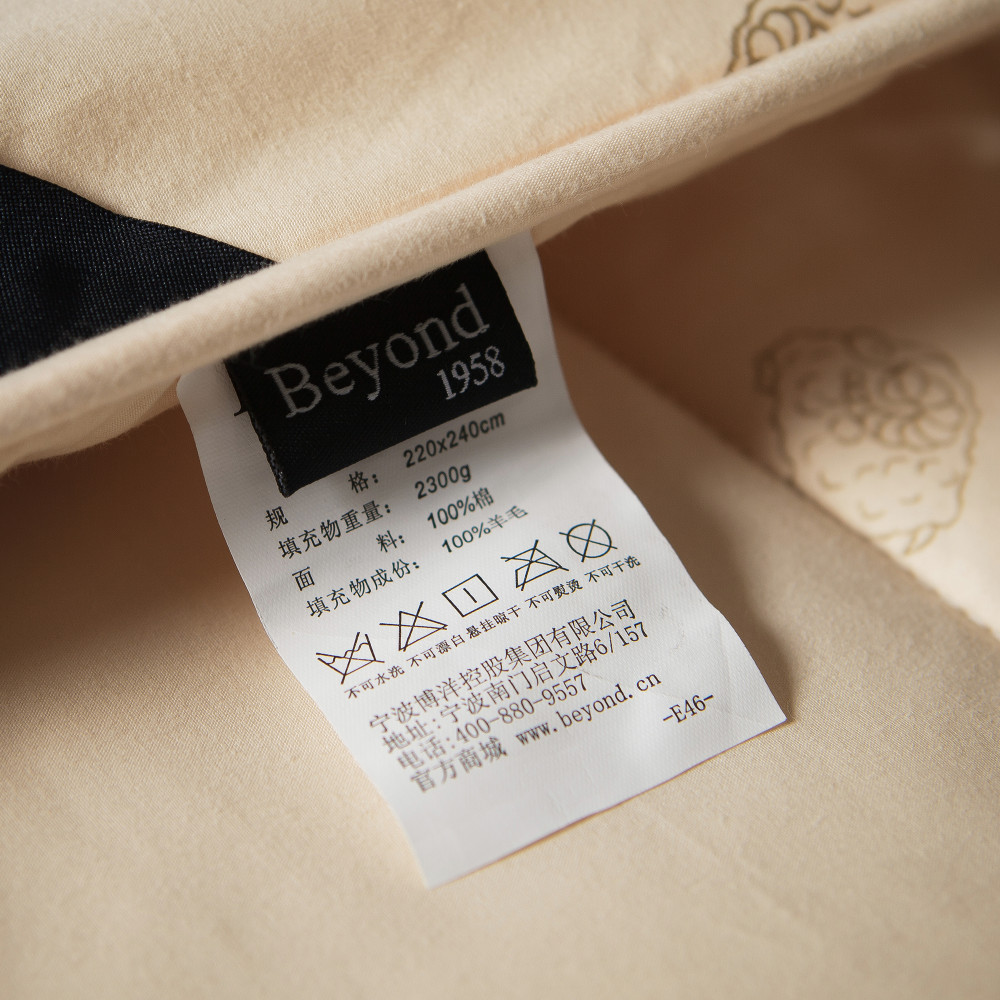 Beyond
1958
规 格: 220x240cm
填充物重量: 2300g
面 料: 100%棉
填充物成份: 100%羊毛
不可水洗 不可漂白 悬挂晾干 不可熨烫 不可干洗
宁波博洋控股集团有限公司
地址:宁波南门启文路6/157
电话:400-880-9557
官方商城 www.beyond.cn
-E46-